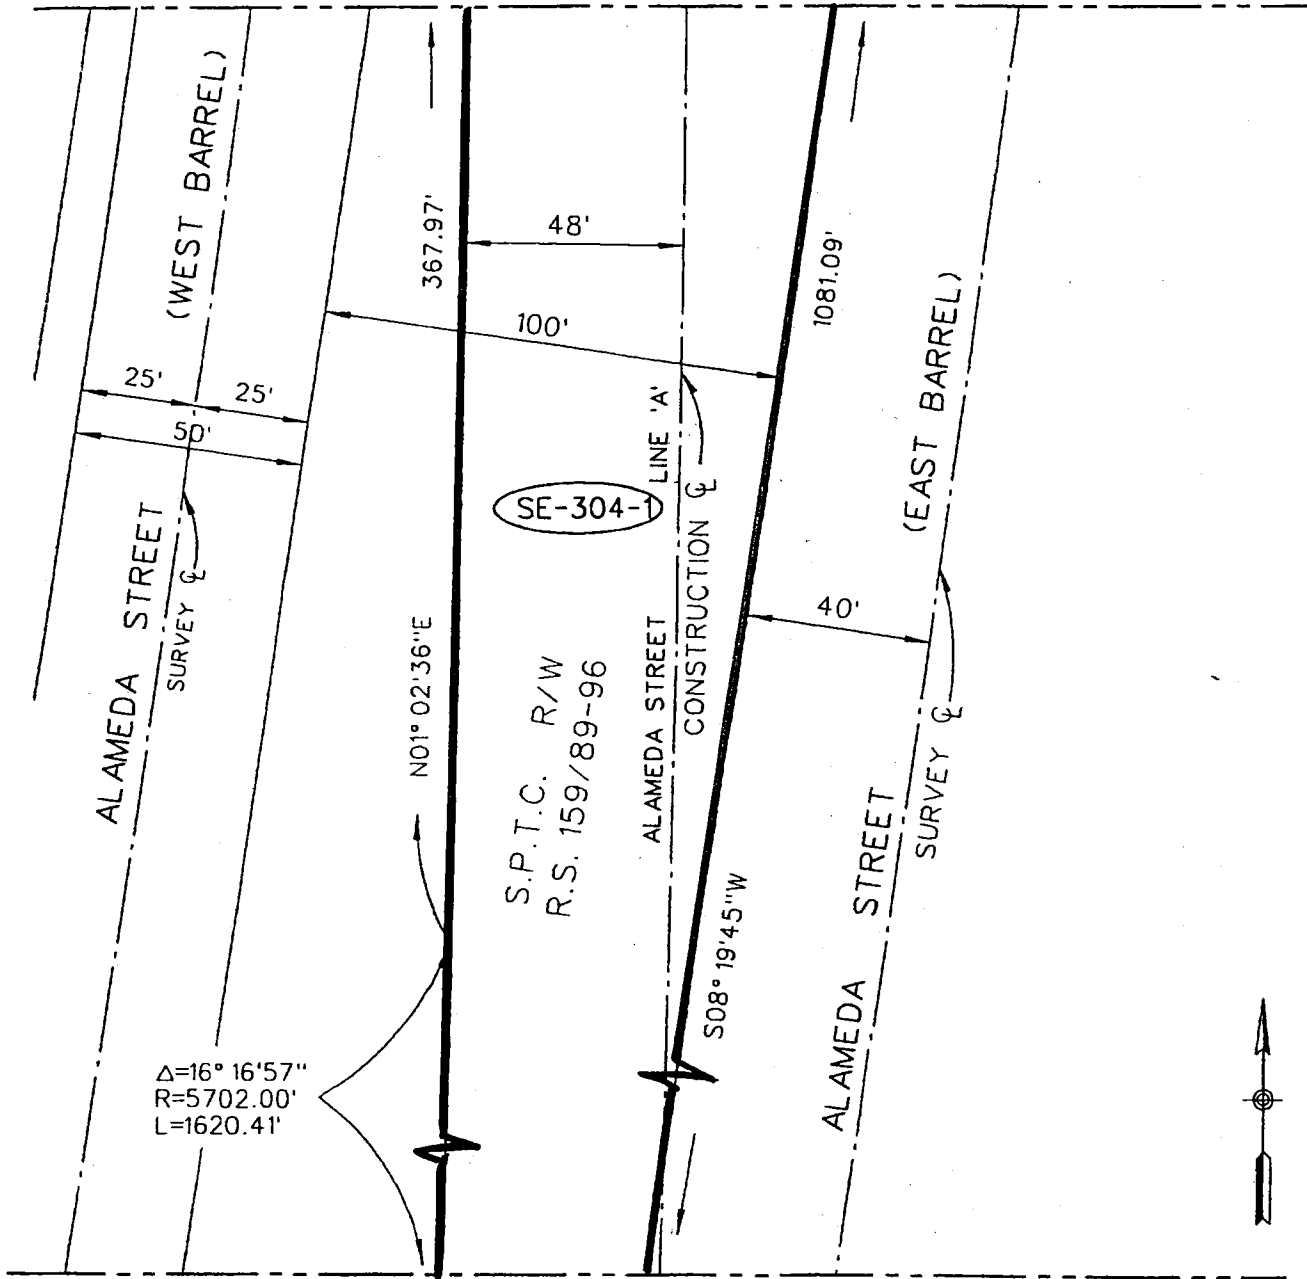 (WEST BARREL)
367.97'
48'
1081.09'
100'
25'
25'
50'
LINE 'A'
(EAST BARREL)
SE-304-1
ALAMEDA STREET
SURVEY ℄
CONSTRUCTION ℄
40'
N01° 02'36"E
S.P.T.C. R/W
R.S. 159/89-96
ALAMEDA STREET
SURVEY ℄
ALAMEDA STREET
S08° 19'45"W
Δ=16° 16'57"
R=5702.00'
L=1620.41'